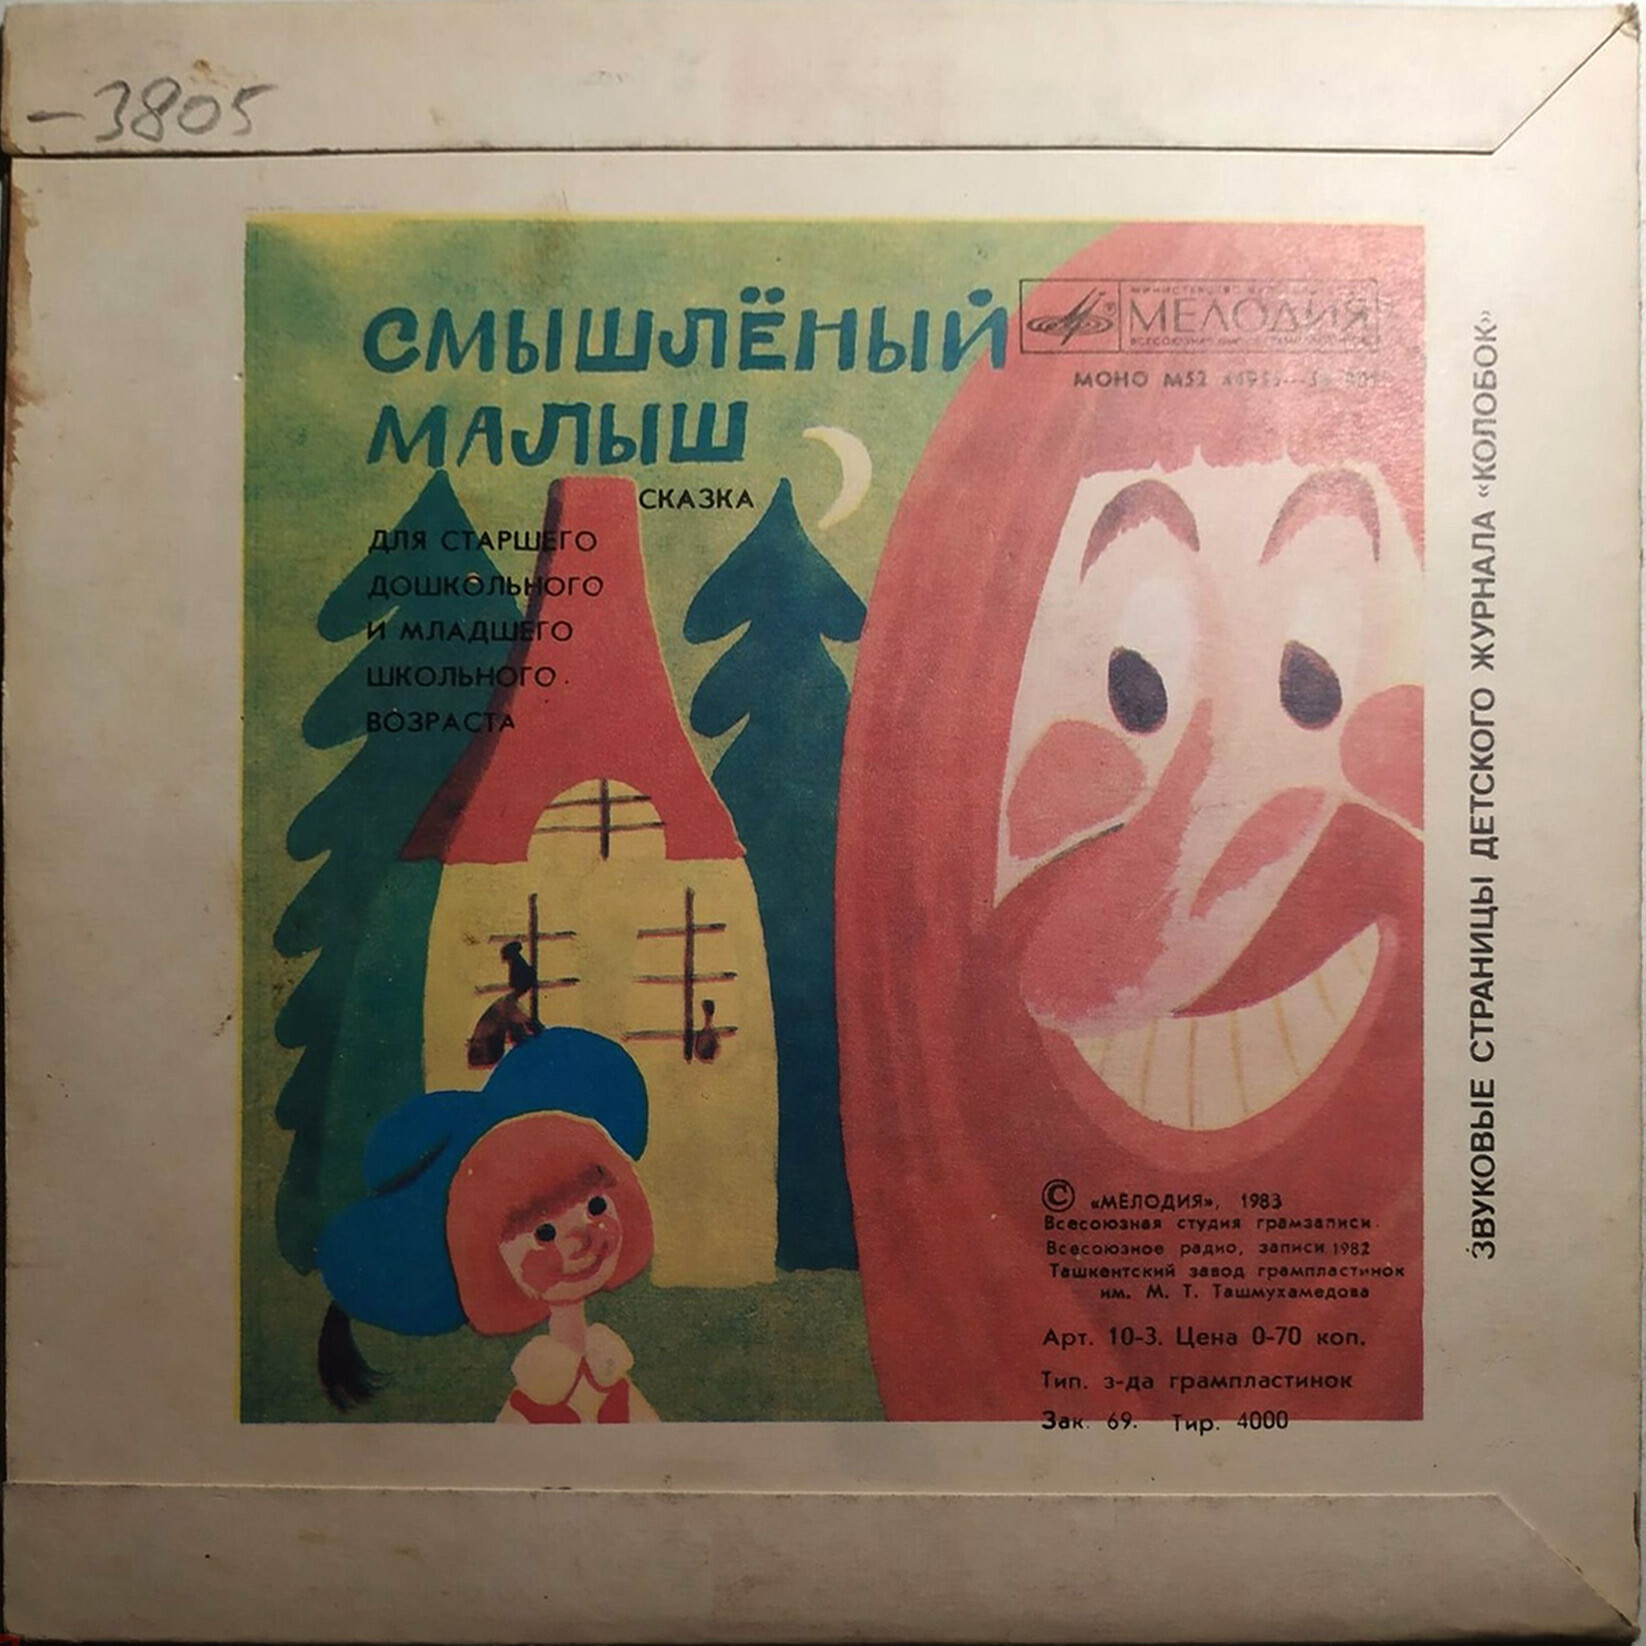 -3805
СМЫШЛЁНЫЙ
МАЛЫШ
СКАЗКА
ДЛЯ СТАРШЕГО
ДОШКОЛЬНОГО
И МЛАДШЕГО
ШКОЛЬНОГО
ВОЗРАСТА
МЕЛОДИЯ
МОНО М52
© «МЕЛОДИЯ», 1983
Всесоюзная студия грамзаписи.
Всесоюзное радио, записи 1982
Ташкентский завод грампластинок
им. М. Т. Ташмухамедова
Арт. 10-3. Цена 0-70 коп.
Тип. з-да грампластинок
Зак. 69. Тир. 4000
ЗВУКОВЫЕ СТРАНИЦЫ ДЕТСКОГО ЖУРНАЛА «КОЛОБОК»